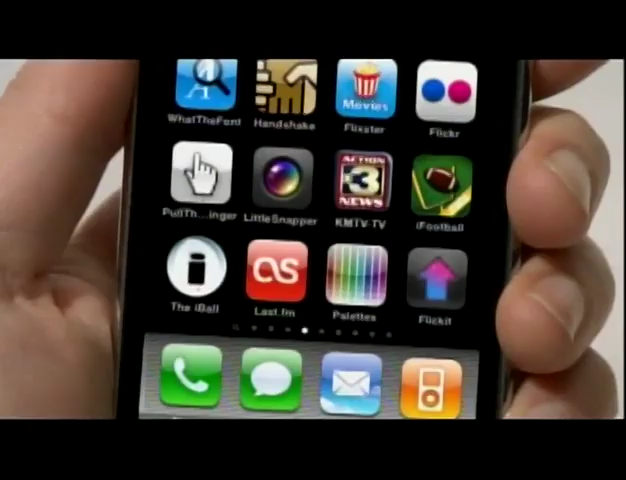 WhatTheFont Handshake Flixster Flickr
Movies
PullTh...inger LittleSnapper KMTV-TV iFootball
ACTION
3
NEWS
The iBall Last.fm Palettes Flickit